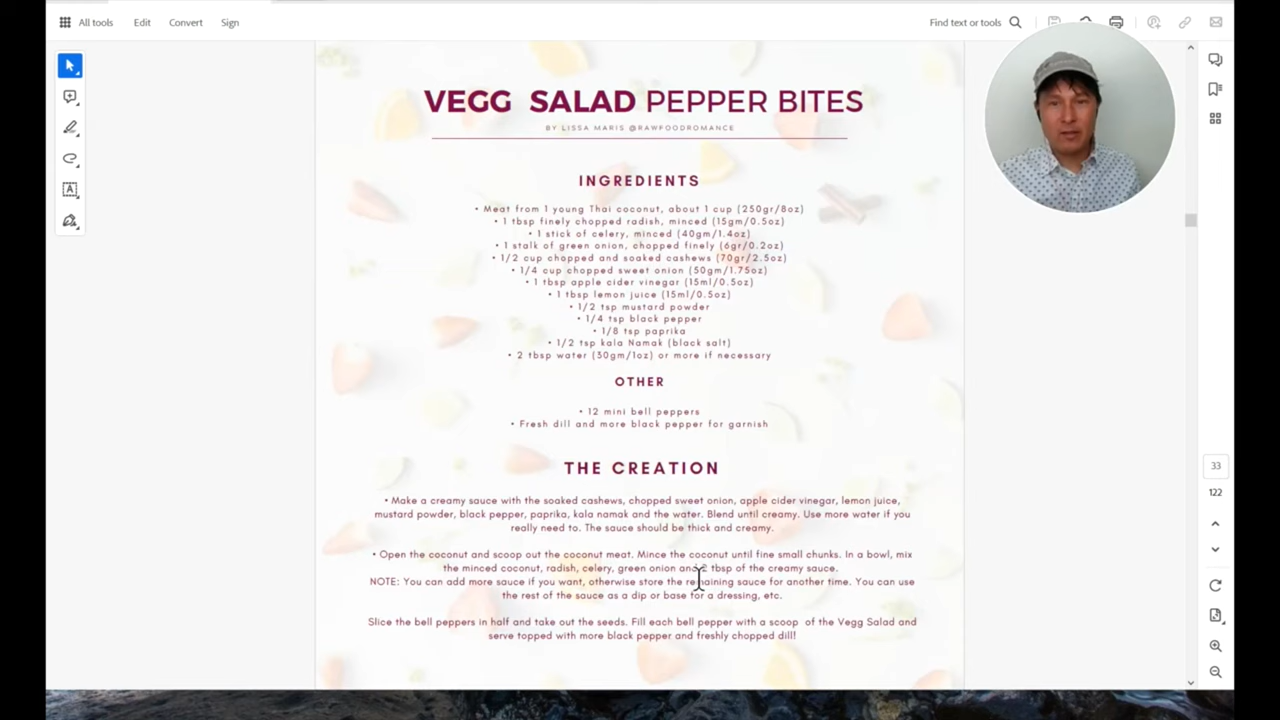 All tools Edit Convert Sign Find text or tools
VEGG SALAD PEPPER BITES
BY LISSA MARIS @RAWFOODROMANCE
INGREDIENTS
• Meat from 1 young Thai coconut, about 1 cup (250gr/8oz)
• 1 tbsp finely chopped radish, minced (15gm/0.5oz)
• 1 stick of celery, minced (40gm/1.4oz)
• 1 stalk of green onion, chopped finely (6gr/0.2oz)
• 1/2 cup chopped and soaked cashews (70gr/2.5oz)
• 1/4 cup chopped sweet onion (50gm/1.75oz)
• 1 tbsp apple cider vinegar (15ml/0.5oz)
• 1 tbsp lemon juice (15ml/0.5oz)
• 1/2 tsp mustard powder
• 1/4 tsp black pepper
• 1/8 tsp paprika
• 1/2 tsp kala Namak (black salt)
• 2 tbsp water (30gm/1oz) or more if necessary
OTHER
• 12 mini bell peppers
• Fresh dill and more black pepper for garnish
THE CREATION
• Make a creamy sauce with the soaked cashews, chopped sweet onion, apple cider vinegar, lemon juice,
mustard powder, black pepper, paprika, kala namak and the water. Blend until creamy. Use more water if you
really need to. The sauce should be thick and creamy.
• Open the coconut and scoop out the coconut meat. Mince the coconut until fine small chunks. In a bowl, mix
the minced coconut, radish, celery, green onion and 2 tbsp of the creamy sauce.
NOTE: You can add more sauce if you want, otherwise store the remaining sauce for another time. You can use
the rest of the sauce as a dip or base for a dressing, etc.
Slice the bell peppers in half and take out the seeds. Fill each bell pepper with a scoop of the Vegg Salad and
serve topped with more black pepper and freshly chopped dill!
33
122